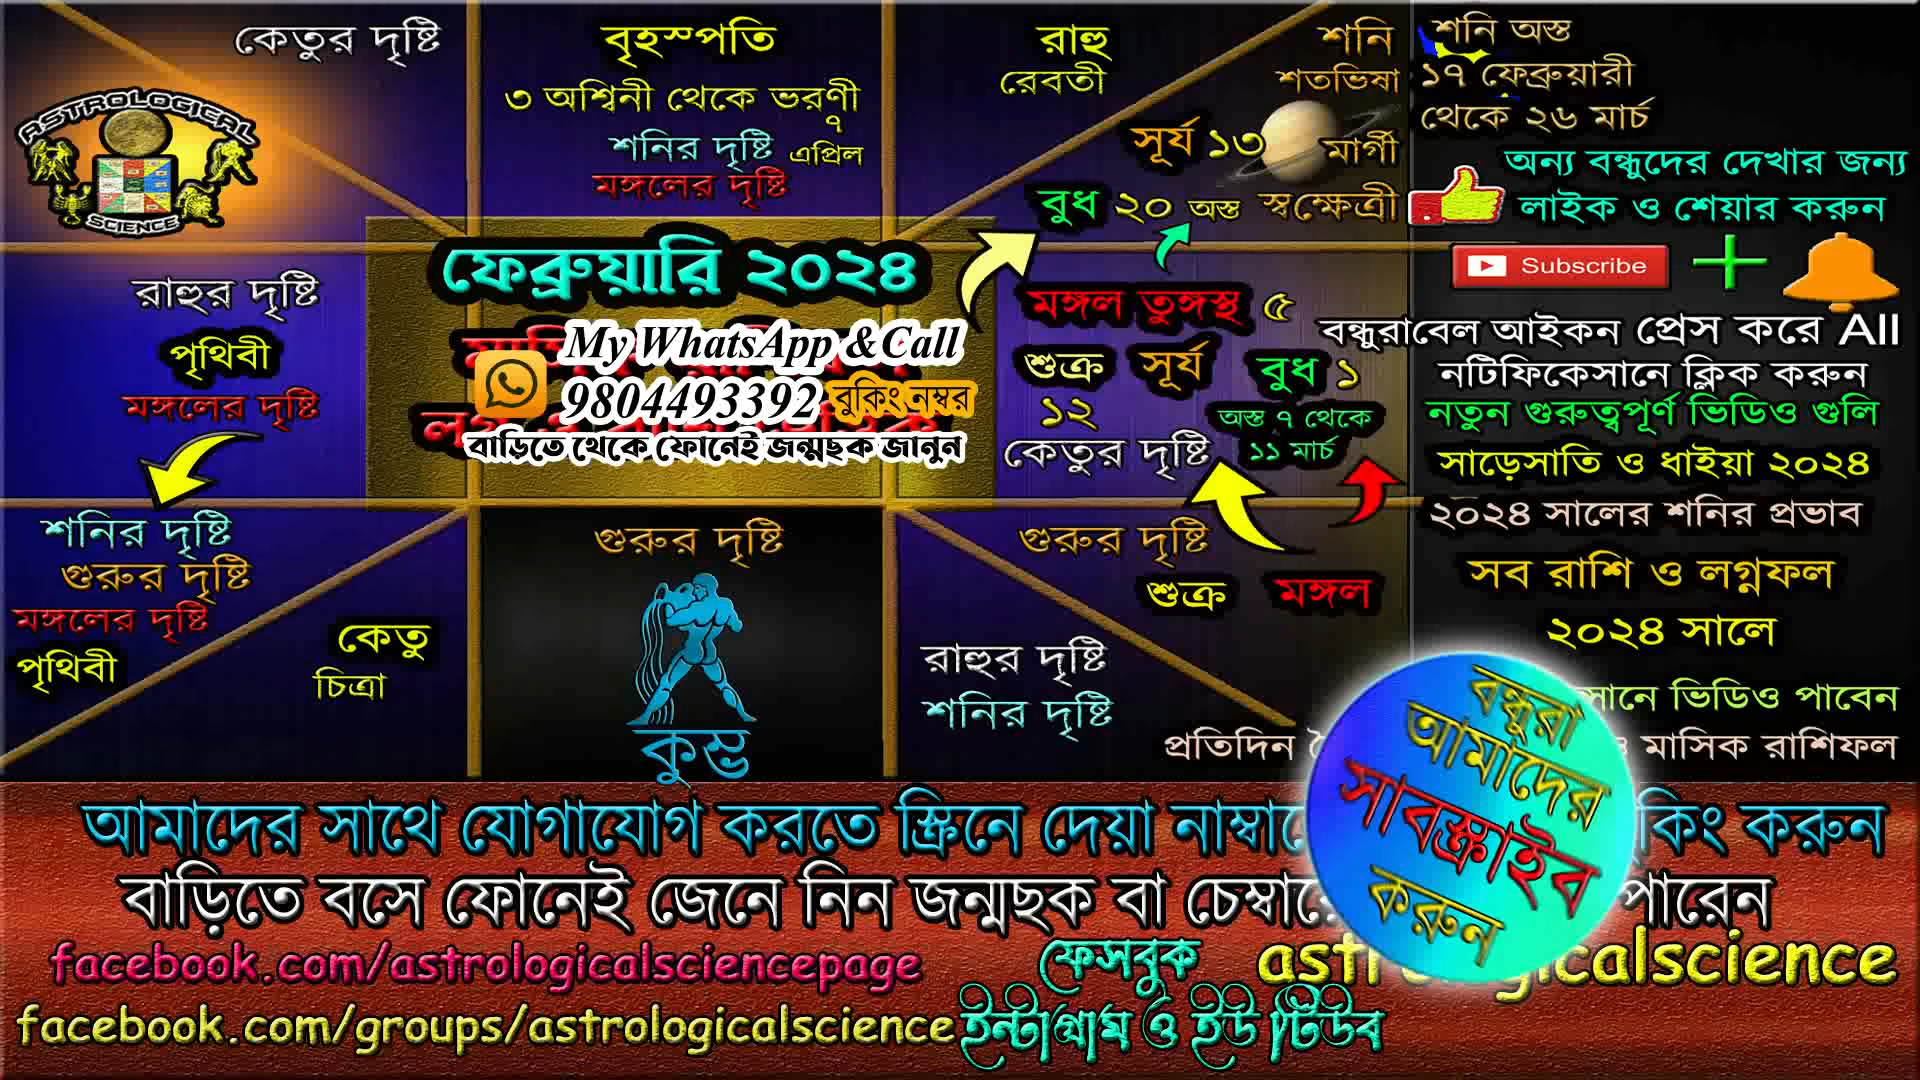 কেতুর দৃষ্টি
বৃহস্পতি
৩ অশ্বিনী থেকে ভরণী
৭
শনির দৃষ্টি এপ্রিল
মঙ্গলের দৃষ্টি
রাহু
রেবতী
শনি
শতভিষা
সূর্য ১৩
মার্গী
বুধ ২০ অস্ত
স্বক্ষেত্রী
শনি অস্ত
১৭ ফেব্রুয়ারী
থেকে ২৬ মার্চ
ASTROLOGICAL
SCIENCE
অন্য বন্ধুদের দেখার জন্য
লাইক ও শেয়ার করুন
Subscribe
বন্ধুরাবেল আইকন প্রেস করে All
নটিফিকেসানে ক্লিক করুন
নতুন গুরুত্বপূর্ণ ভিডিও গুলি
সাড়েসাতি ও ধাইয়া ২০২৪
২০২৪ সালের শনির প্রভাব
সব রাশি ও লগ্নফল
২০২৪ সালে
সানে ভিডিও পাবেন
প্রতিদিন
মাসিক রাশিফল
রাহুর দৃষ্টি
পৃথিবী
মঙ্গলের দৃষ্টি
ফেব্রুয়ারি ২০২৪
My WhatsApp &Call
9804493392 বুকিং নম্বর
বাড়িতে থেকে ফোনেই জন্মছক জানুন
মঙ্গল তুঙ্গস্থ ৫
শুক্র সূর্য বুধ ১
১২
অস্ত ৭ থেকে
১১ মার্চ
কেতুর দৃষ্টি
শনির দৃষ্টি
গুরুর দৃষ্টি
মঙ্গলের দৃষ্টি
পৃথিবী
কেতু
চিত্রা
গুরুর দৃষ্টি
কুম্ভ
গুরুর দৃষ্টি
শুক্র মঙ্গল
রাহুর দৃষ্টি
শনির দৃষ্টি
বন্ধুরা
আমাদের
সাবস্ক্রাইব
করুন
আমাদের সাথে যোগাযোগ করতে স্ক্রিনে দেয়া করুন
বাড়িতে বসে ফোনেই জেনে নিন জন্মছক বা পারেন
facebook.com/astrologicalsciencepage
ফেসবুক
astrologicalscience
facebook.com/groups/astrologicalscience
ইন্টাগ্রাম ও ইউ টিউব